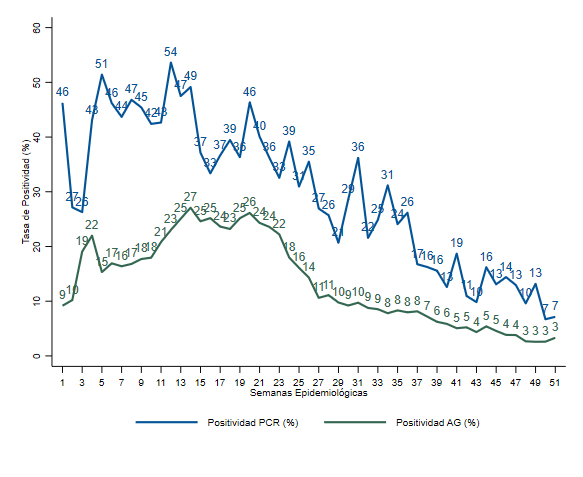 Tasa de Positividad (%)
60
50
40
30
20
10
0
46 27 26 43 51 46 44 47 45 42 43 54 47 49 37 33 37 39 36 46 40 36 33 39 31 35 27 26 21 29 36 22 25 31 24 26 17 16 16 13 19 11 10 16 13 14 13 10 13 7 7
9 10 19 22 15 17 16 17 18 18 21 23 25 27 25 25 24 23 25 26 24 24 22 18 16 14 11 11 10 9 10 9 9 8 8 8 8 7 6 6 5 5 4 5 5 4 4 3 3 3 3
1 3 5 7 9 11 13 15 17 19 21 23 25 27 29 31 33 35 37 39 41 43 45 47 49 51
Semanas Epidemiológicas
Positividad PCR (%) Positividad AG (%)